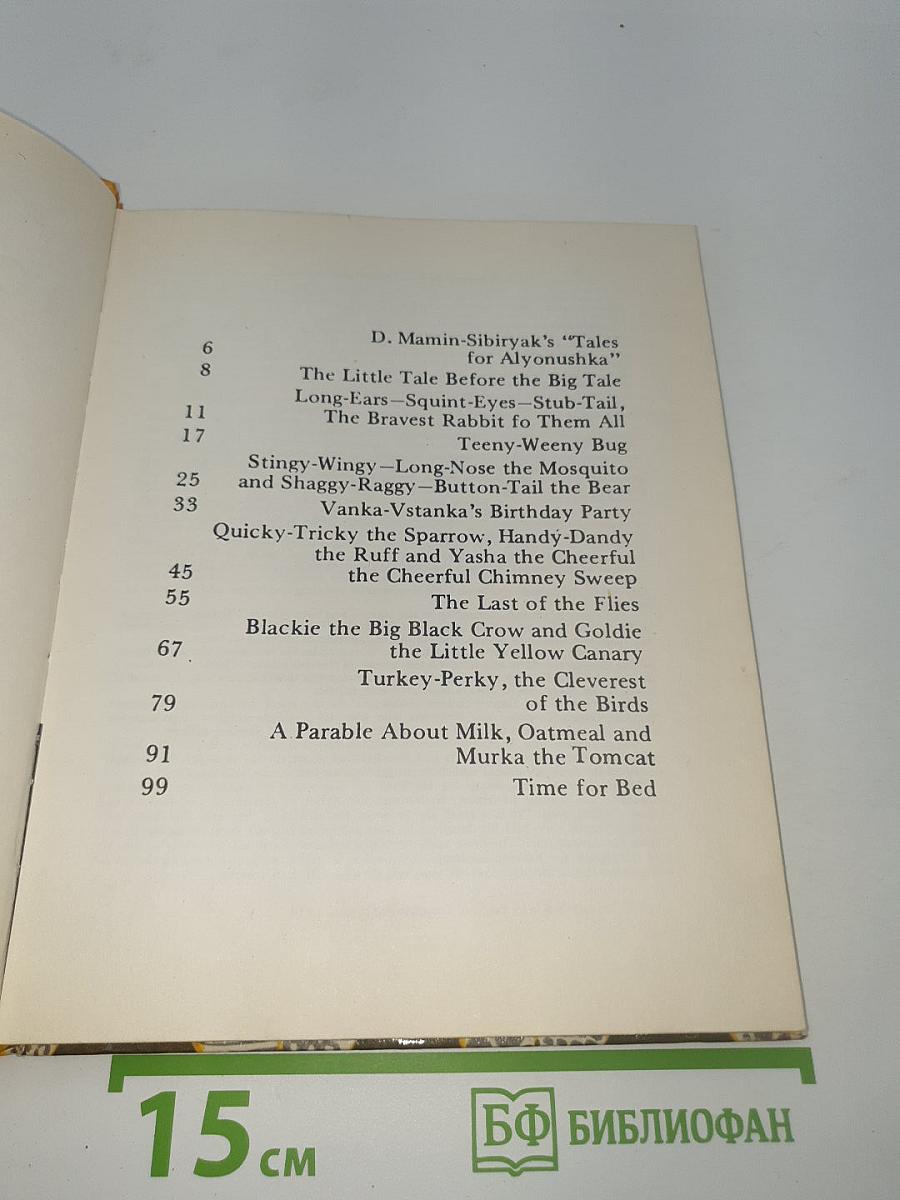 D. Mamin-Sibiryak's "Tales
6 for Alyonushka"
8 The Little Tale Before the Big Tale
Long-Ears—Squint-Eyes—Stub-Tail,
11 The Bravest Rabbit fo Them All
17 Teeny-Weeny Bug
Stingy-Wingy—Long-Nose the Mosquito
25 and Shaggy-Raggy—Button-Tail the Bear
33 Vanka-Vstanka's Birthday Party
Quicky-Tricky the Sparrow, Handy-Dandy
the Ruff and Yasha the Cheerful
45 the Cheerful Chimney Sweep
55 The Last of the Flies
Blackie the Big Black Crow and Goldie
67 the Little Yellow Canary
Turkey-Perky, the Cleverest
79 of the Birds
A Parable About Milk, Oatmeal and
91 Murka the Tomcat
99 Time for Bed
15 см
БФ БИБЛИОФАН